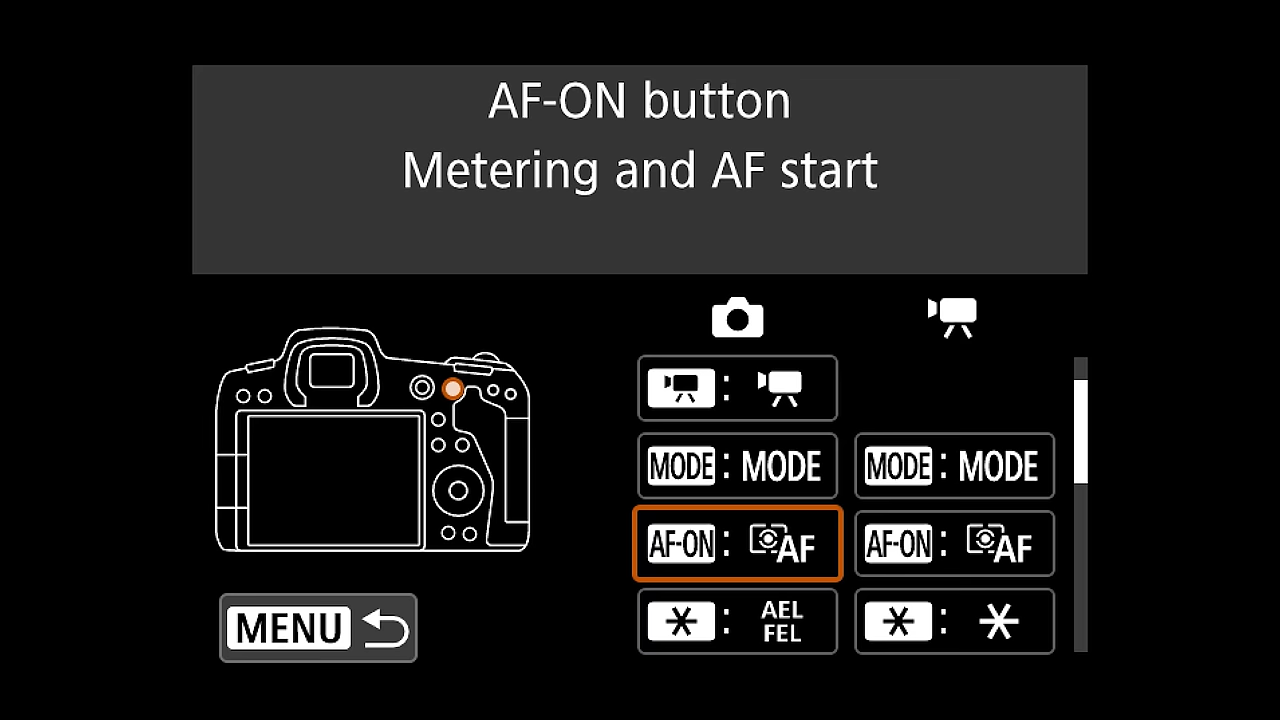 AF-ON button
Metering and AF start
MODE : MODE
MODE : MODE
AF-ON : AF
AF-ON : AF
* : AEL
FEL
* : *
MENU